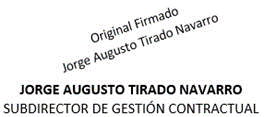 Original Firmado
Jorge Augusto Tirado Navarro
JORGE AUGUSTO TIRADO NAVARRO
SUBDIRECTOR DE GESTIÓN CONTRACTUAL